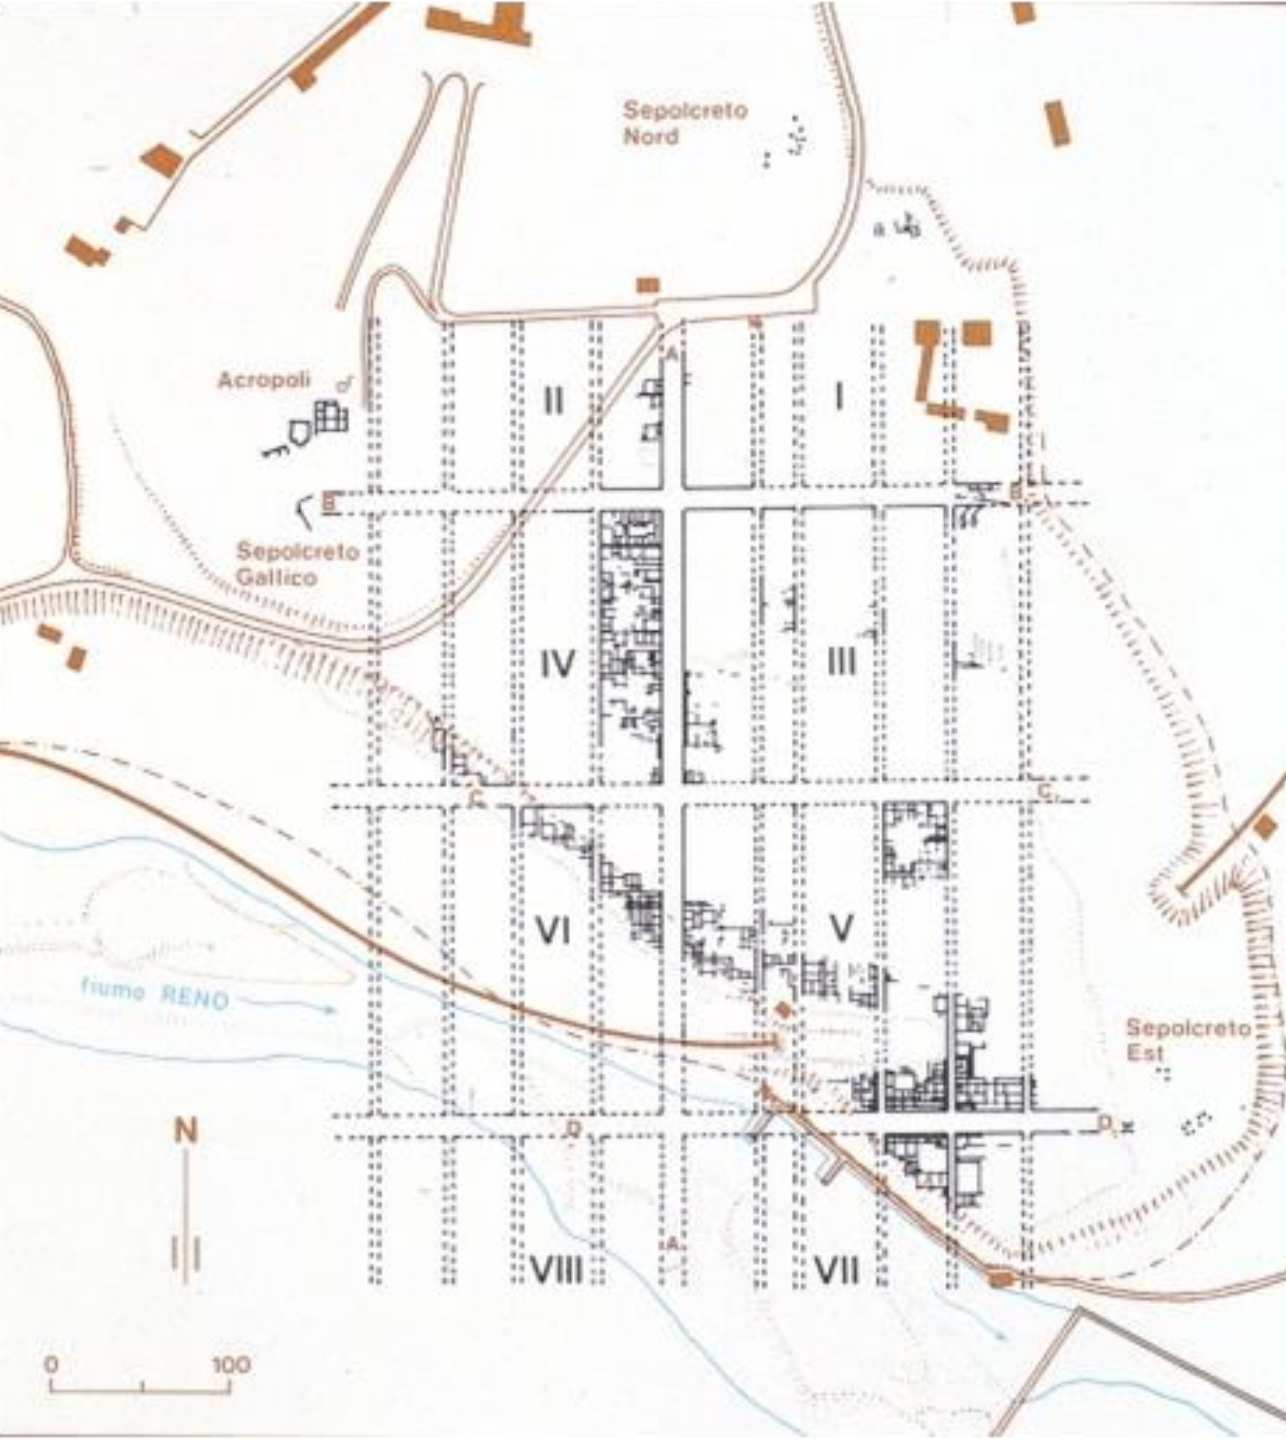 Sepolcreto
Nord
A
Acropoli
II
I
B
B
Sepolcreto
Gallico
IV
III
C
C
VI
V
fiume RENO
Sepolcreto
Est
N
D
D
A
VIII
VII
0 100